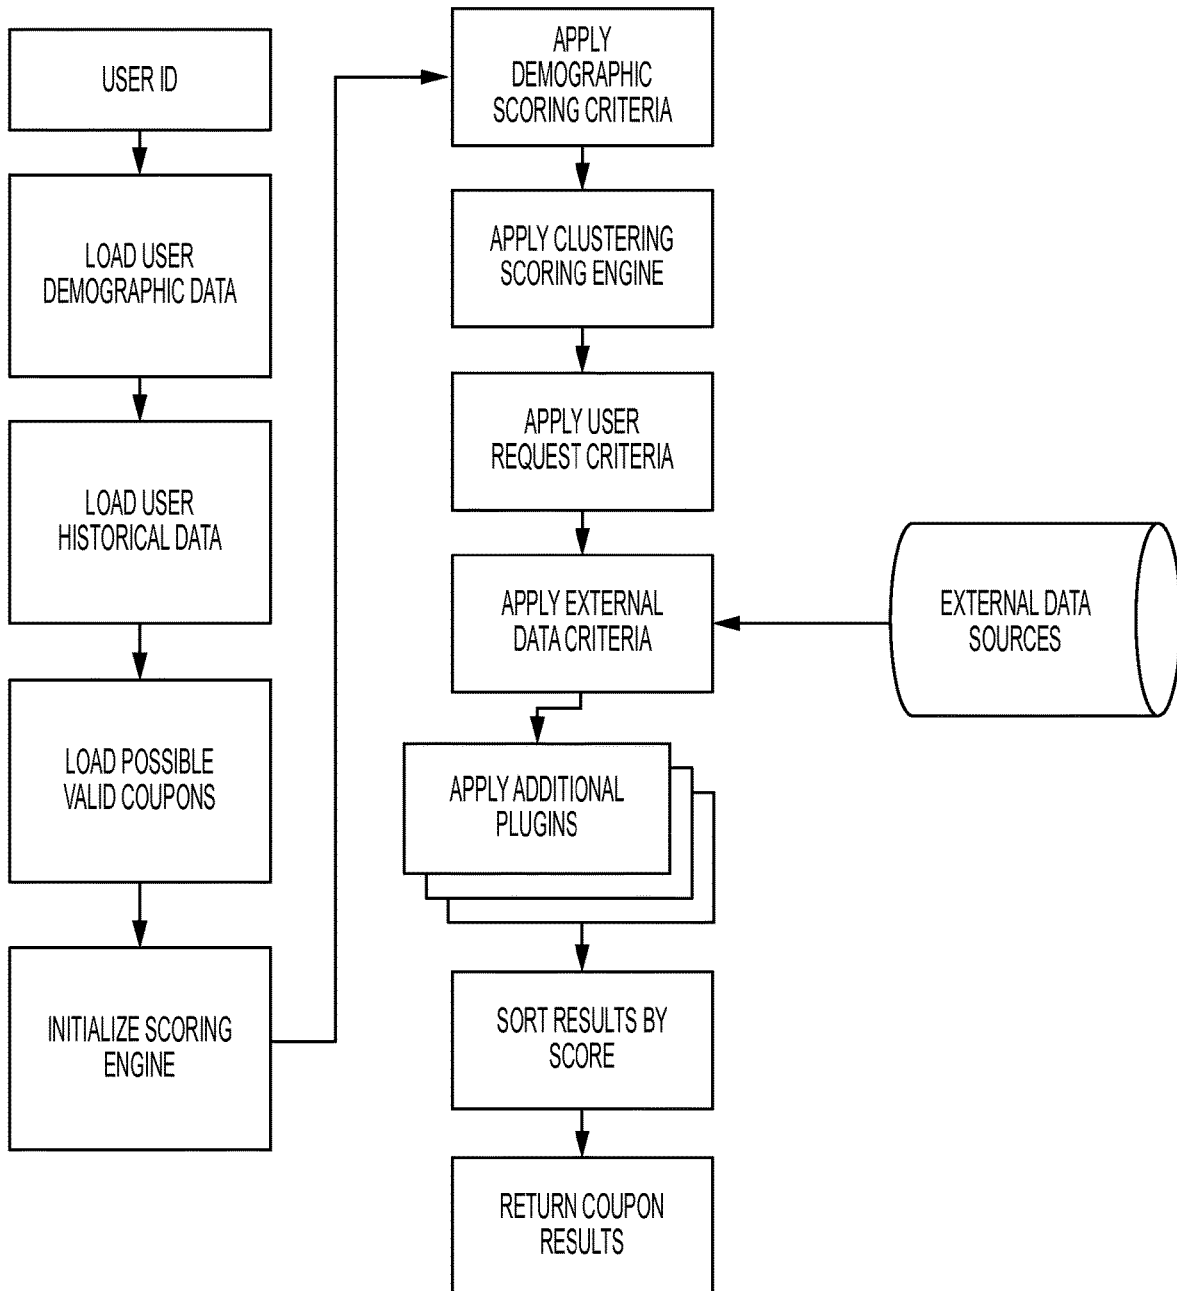 USER ID
LOAD USER
DEMOGRAPHIC DATA
LOAD USER
HISTORICAL DATA
LOAD POSSIBLE
VALID COUPONS
INITIALIZE SCORING
ENGINE
APPLY
DEMOGRAPHIC
SCORING CRITERIA
APPLY CLUSTERING
SCORING ENGINE
APPLY USER
REQUEST CRITERIA
APPLY EXTERNAL
DATA CRITERIA
EXTERNAL DATA
SOURCES
APPLY ADDITIONAL
PLUGINS
SORT RESULTS BY
SCORE
RETURN COUPON
RESULTS